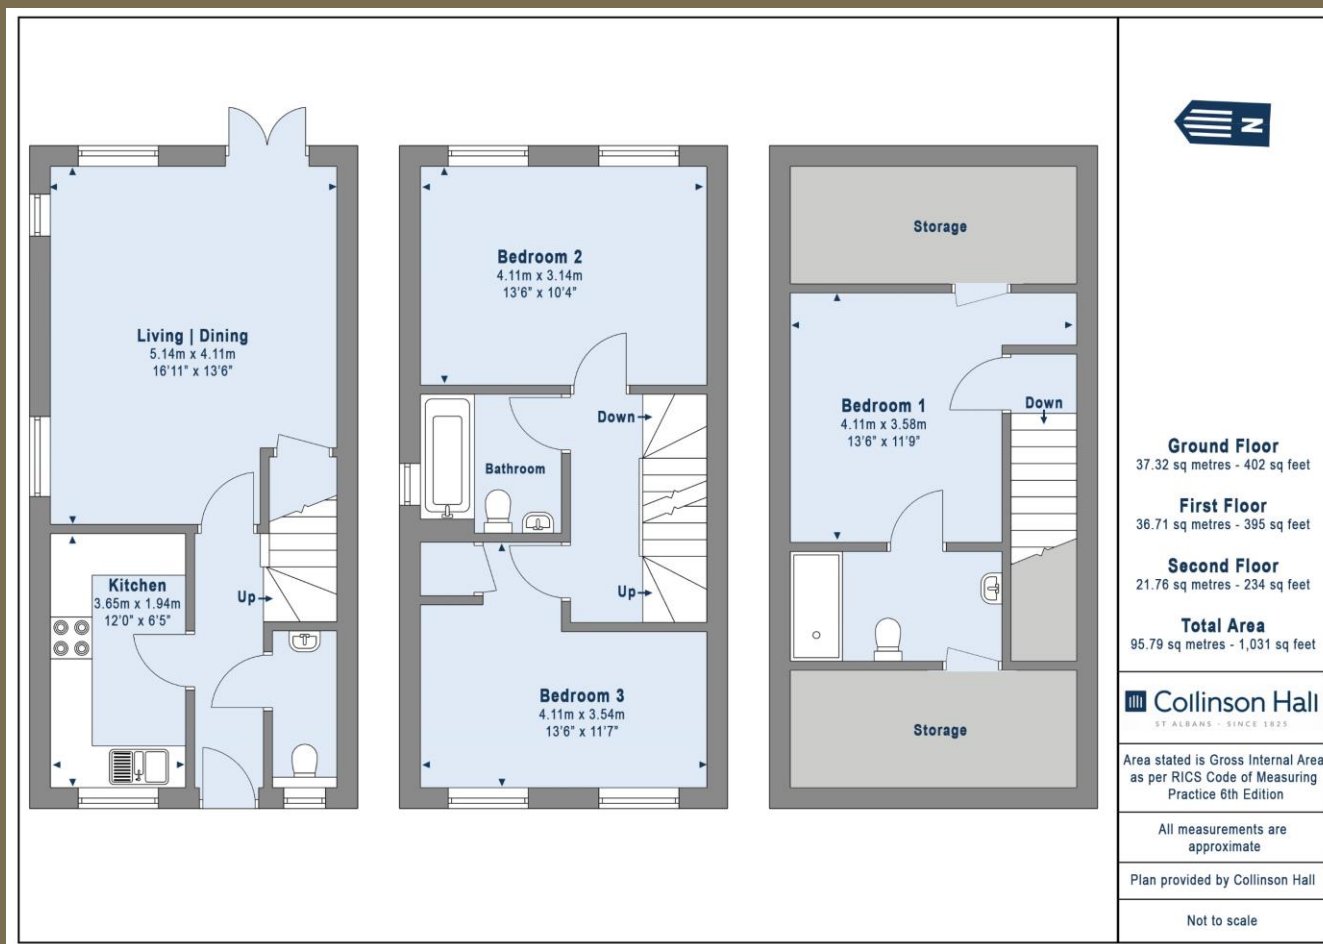 Living | Dining
5.14m x 4.11m
16'11" x 13'6"
Kitchen
3.65m x 1.94m
12'0" x 6'5"
Up
Bedroom 2
4.11m x 3.14m
13'6" x 10'4"
Down
Bathroom
Up
Bedroom 3
4.11m x 3.54m
13'6" x 11'7"
Storage
Bedroom 1
4.11m x 3.58m
13'6" x 11'9"
Down
Storage
N
Ground Floor
37.32 sq metres - 402 sq feet
First Floor
36.71 sq metres - 395 sq feet
Second Floor
21.76 sq metres - 234 sq feet
Total Area
95.79 sq metres - 1,031 sq feet
Collinson Hall
ST ALBANS - SINCE 1825
Area stated is Gross Internal Area
as per RICS Code of Measuring
Practice 6th Edition
All measurements are
approximate
Plan provided by Collinson Hall
Not to scale